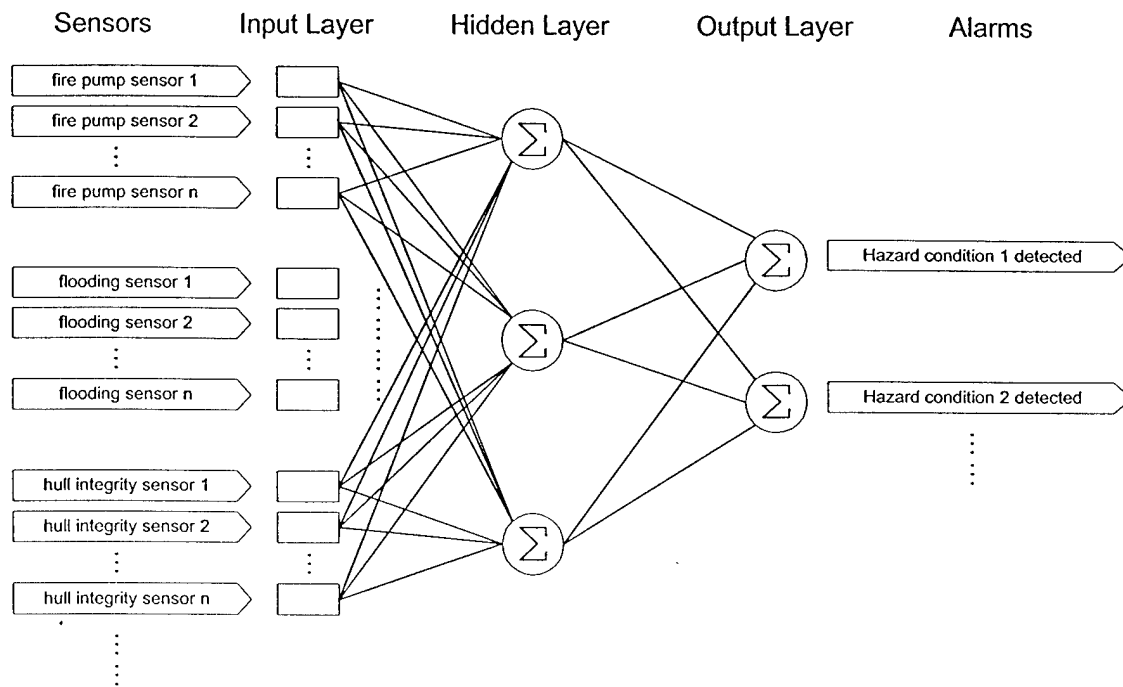 Sensors Input Layer Hidden Layer Output Layer Alarms
fire pump sensor 1
fire pump sensor 2
fire pump sensor n
flooding sensor 1
flooding sensor 2
flooding sensor n
hull integrity sensor 1
hull integrity sensor 2
hull integrity sensor n
Σ
Σ
Σ
Σ
Σ
Hazard condition 1 detected
Hazard condition 2 detected